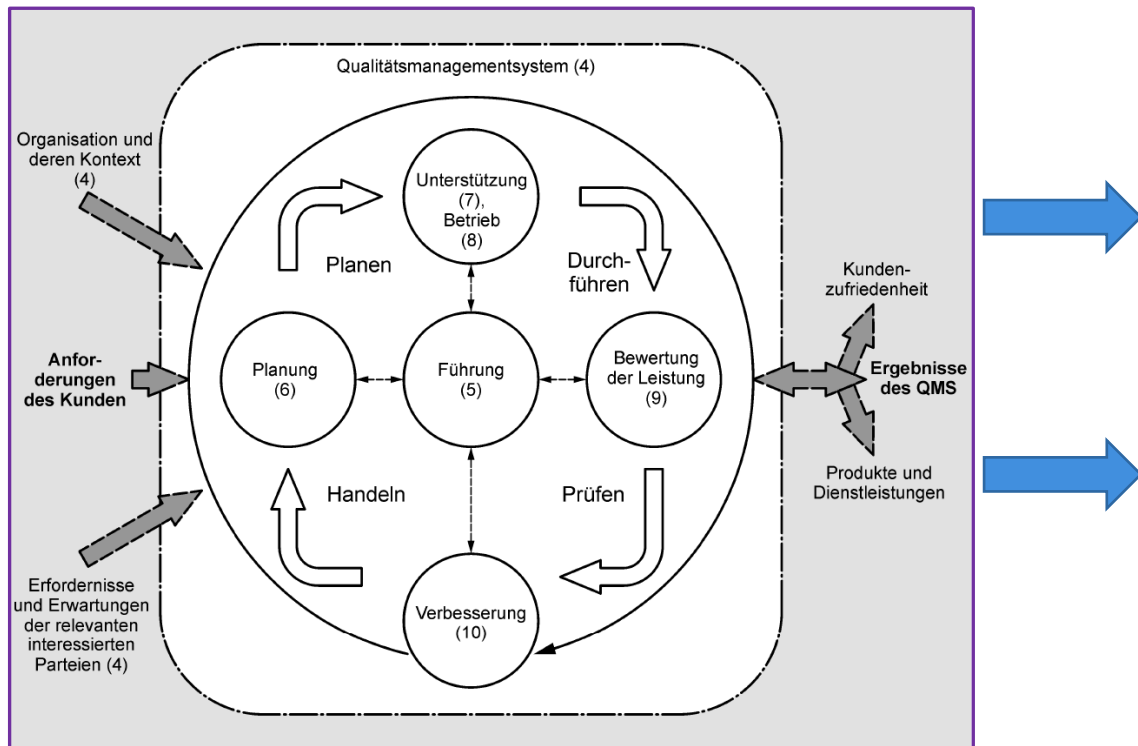 Qualitätsmanagementsystem (4)
Organisation und
deren Kontext
(4)
Unterstützung
(7),
Betrieb
(8)
Planen
Durch-
führen
Kunden-
zufriedenheit
Anfor-
derungen
des Kunden
Planung
(6)
Führung
(5)
Bewertung
der Leistung
(9)
Ergebnisse
des QMS
Handeln
Prüfen
Produkte und
Dienstleistungen
Erfordernisse
und Erwartungen
der relevanten
interessierten
Parteien (4)
Verbesserung
(10)